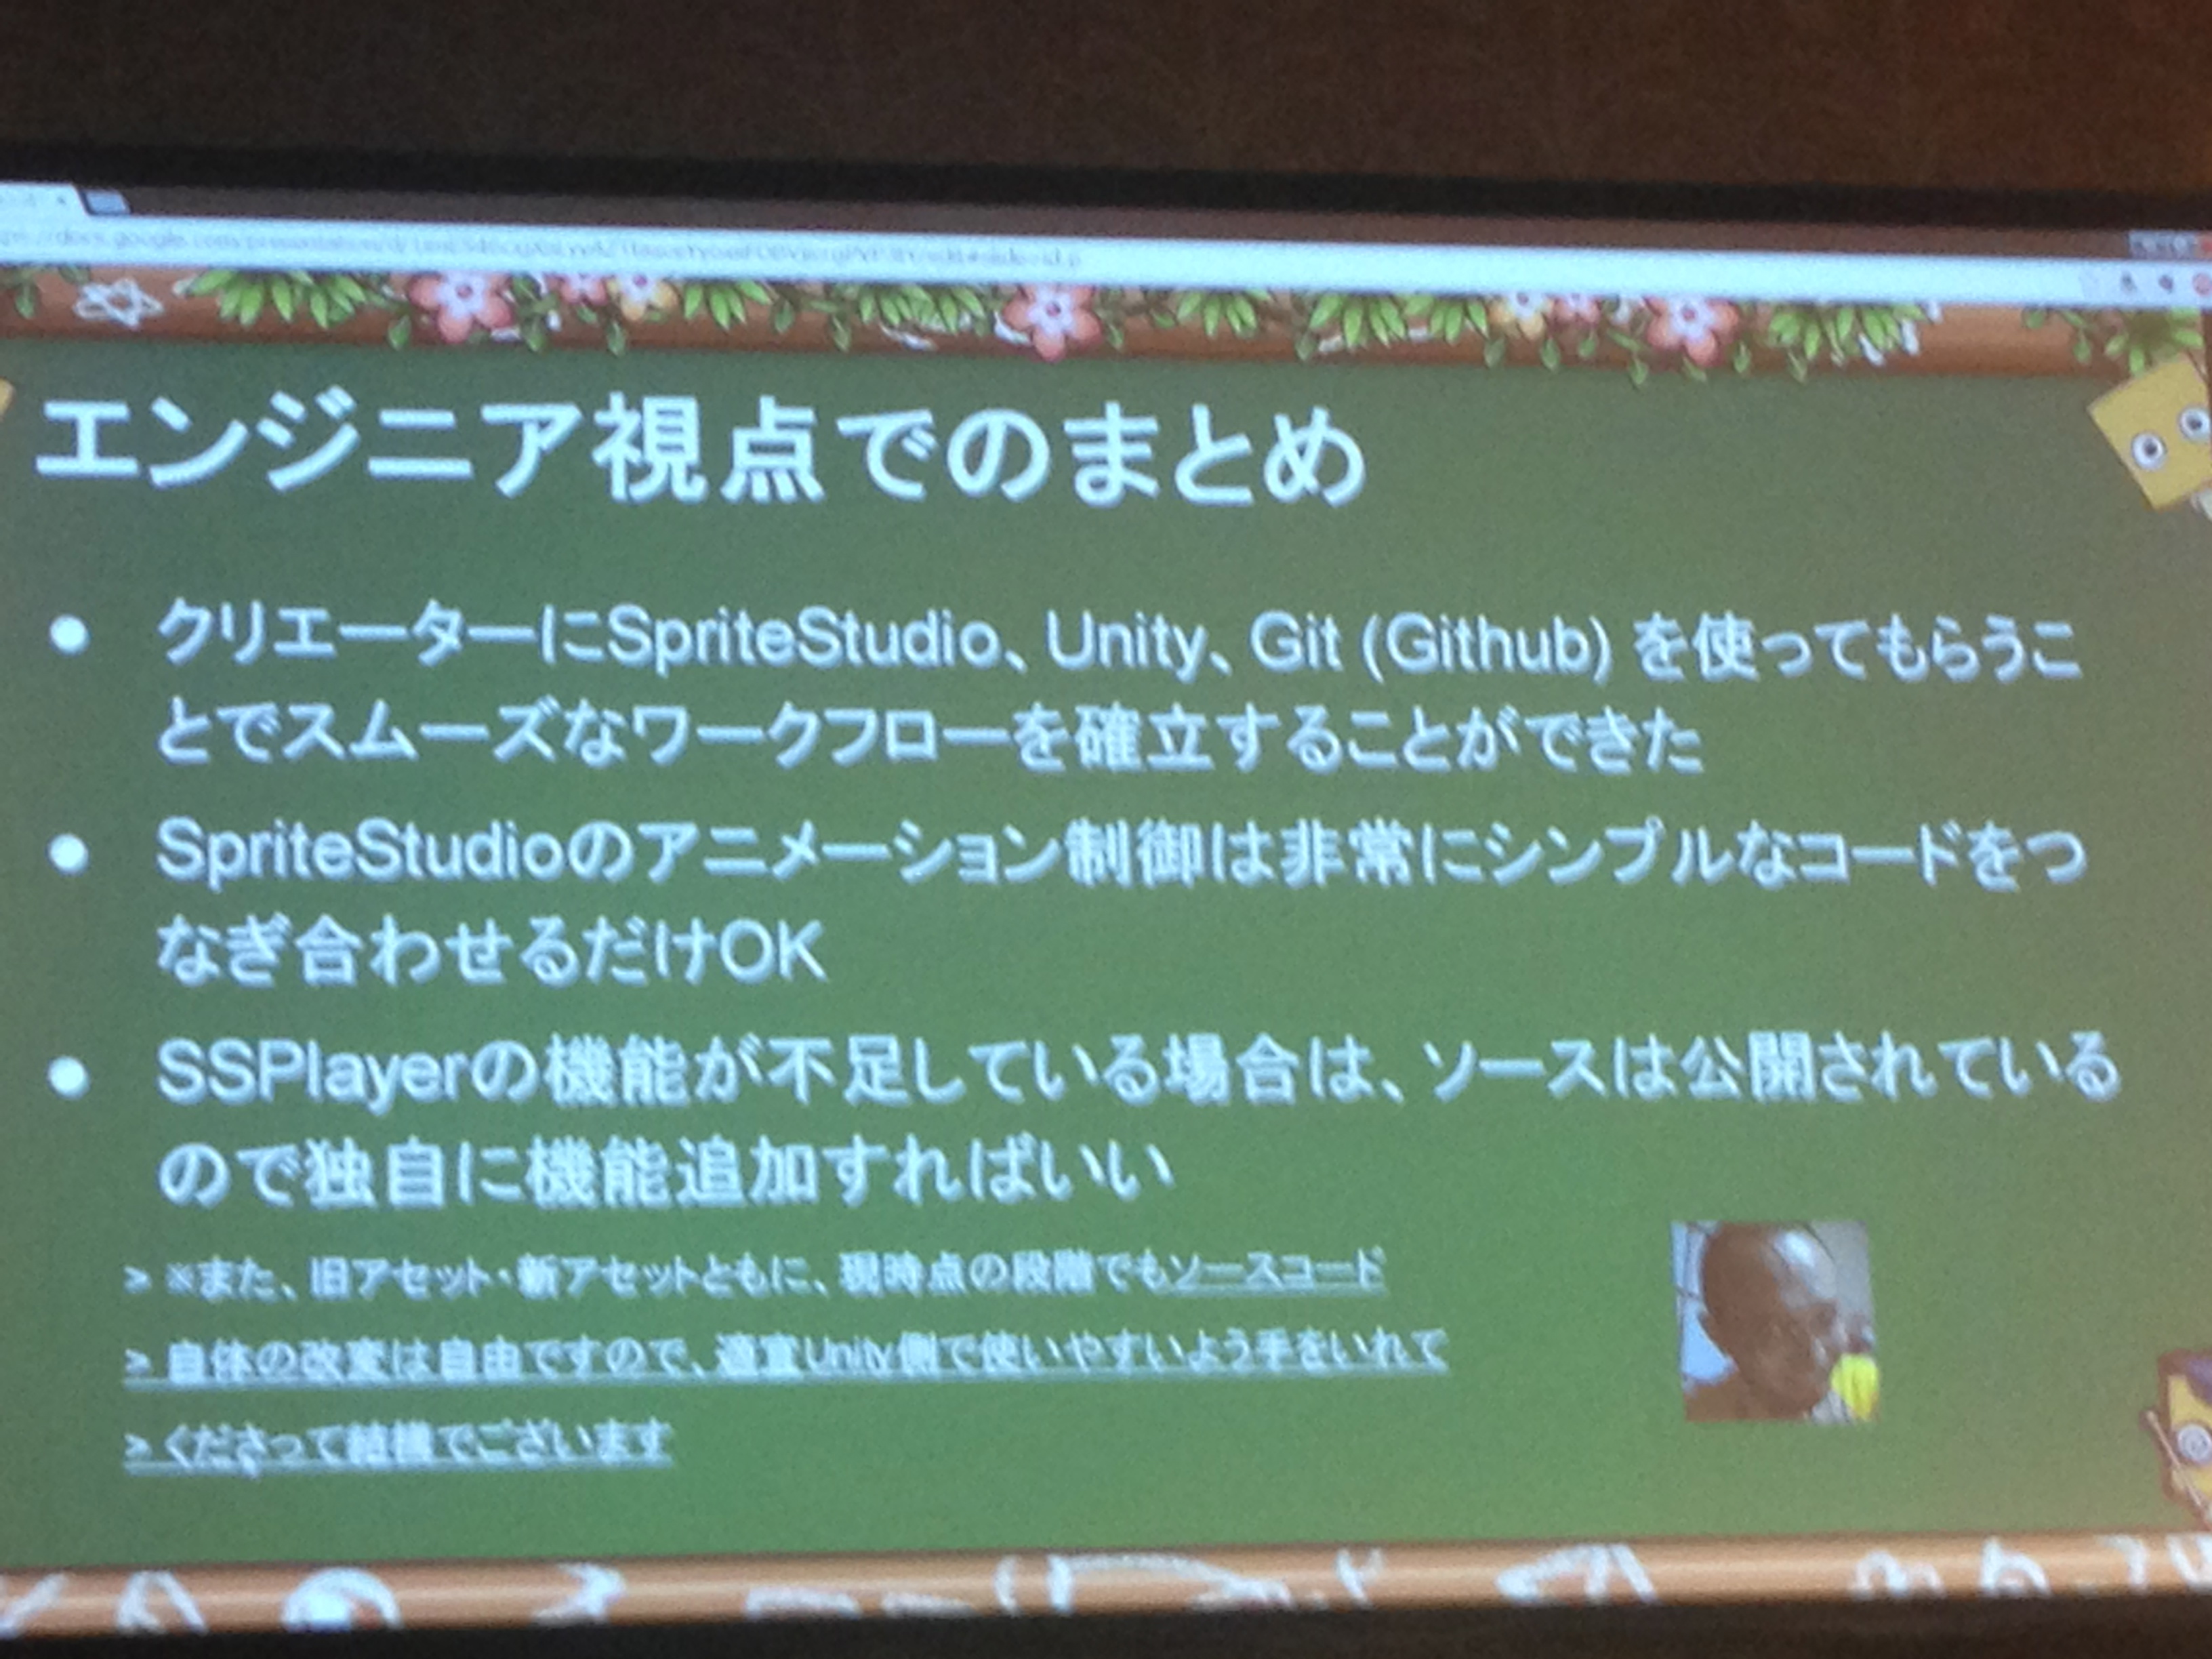 docs.google.com/presentation/d/
エンジニア視点でのまとめ
● クリエーターにSpriteStudio、Unity、Git (Github) を使ってもらうこ
とでスムーズなワークフローを確立することができた
● SpriteStudioのアニメーション制御は非常にシンプルなコードをつ
なぎ合わせるだけOK
● SSPlayerの機能が不足している場合は、ソースは公開されている
ので独自に機能追加すればいい
> ※また、旧アセット・新アセットともに、現時点の段階でもソースコード
> 自体の改変は自由ですので、適宜Unity側で使いやすいよう手をいれて
> くださって結構でございます